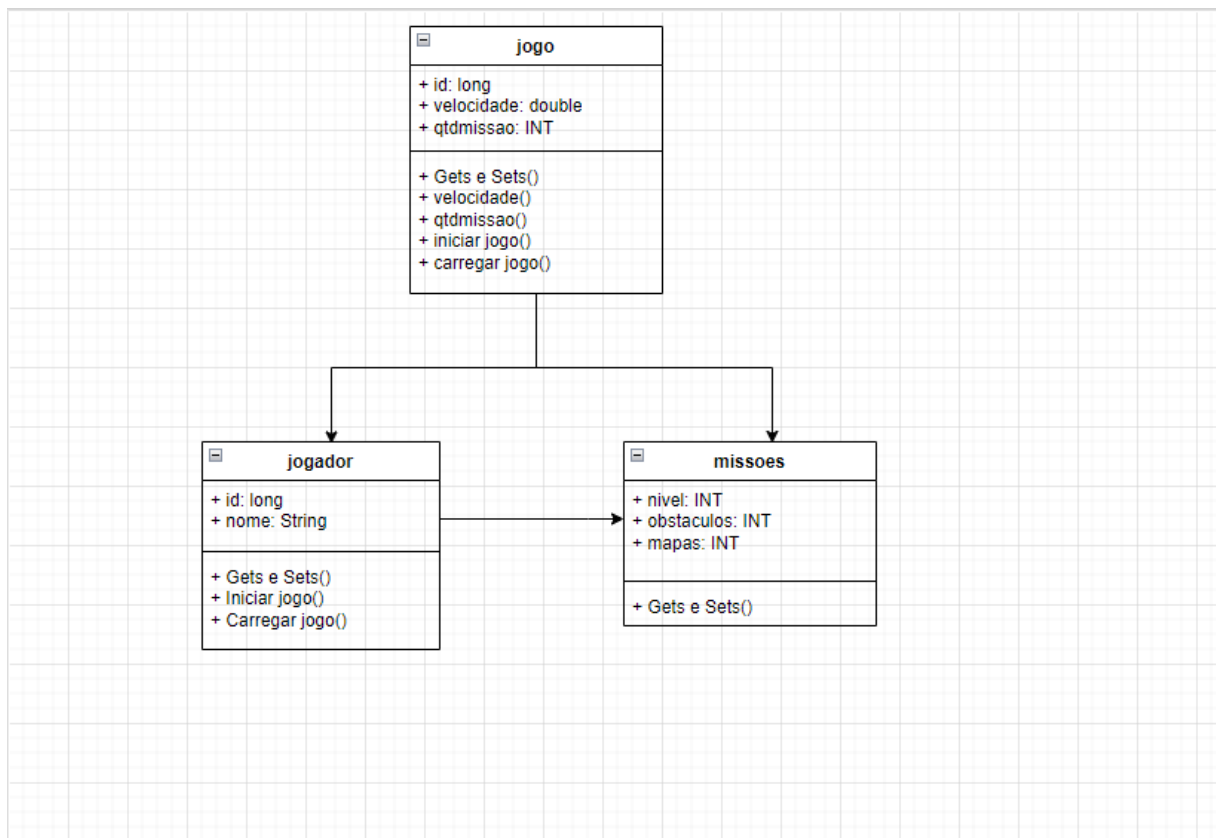 jogo
+ id: long
+ velocidade: double
+ qtdmissao: INT
+ Gets e Sets()
+ velocidade()
+ qtdmissao()
+ iniciar jogo()
+ carregar jogo()
jogador
+ id: long
+ nome: String
+ Gets e Sets()
+ Iniciar jogo()
+ Carregar jogo()
missoes
+ nivel: INT
+ obstaculos: INT
+ mapas: INT
+ Gets e Sets()